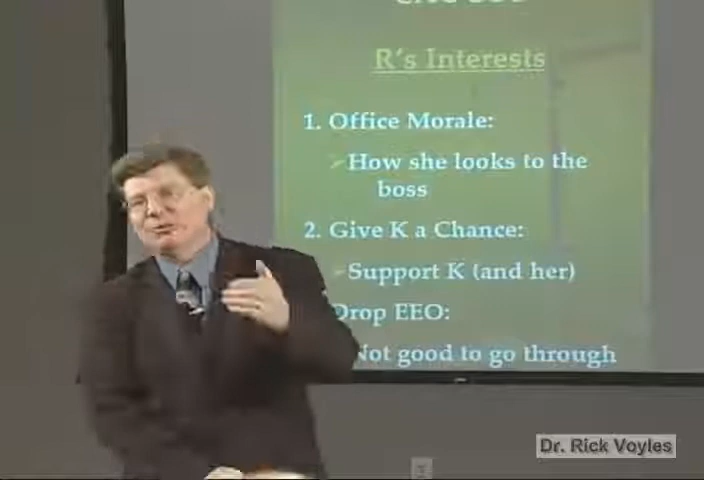 R's Interests
1. Office Morale:
➢How she looks to the
boss
2. Give K a Chance:
➢Support K (and her)
Drop EEO:
Not good to go through
Dr. Rick Voyles